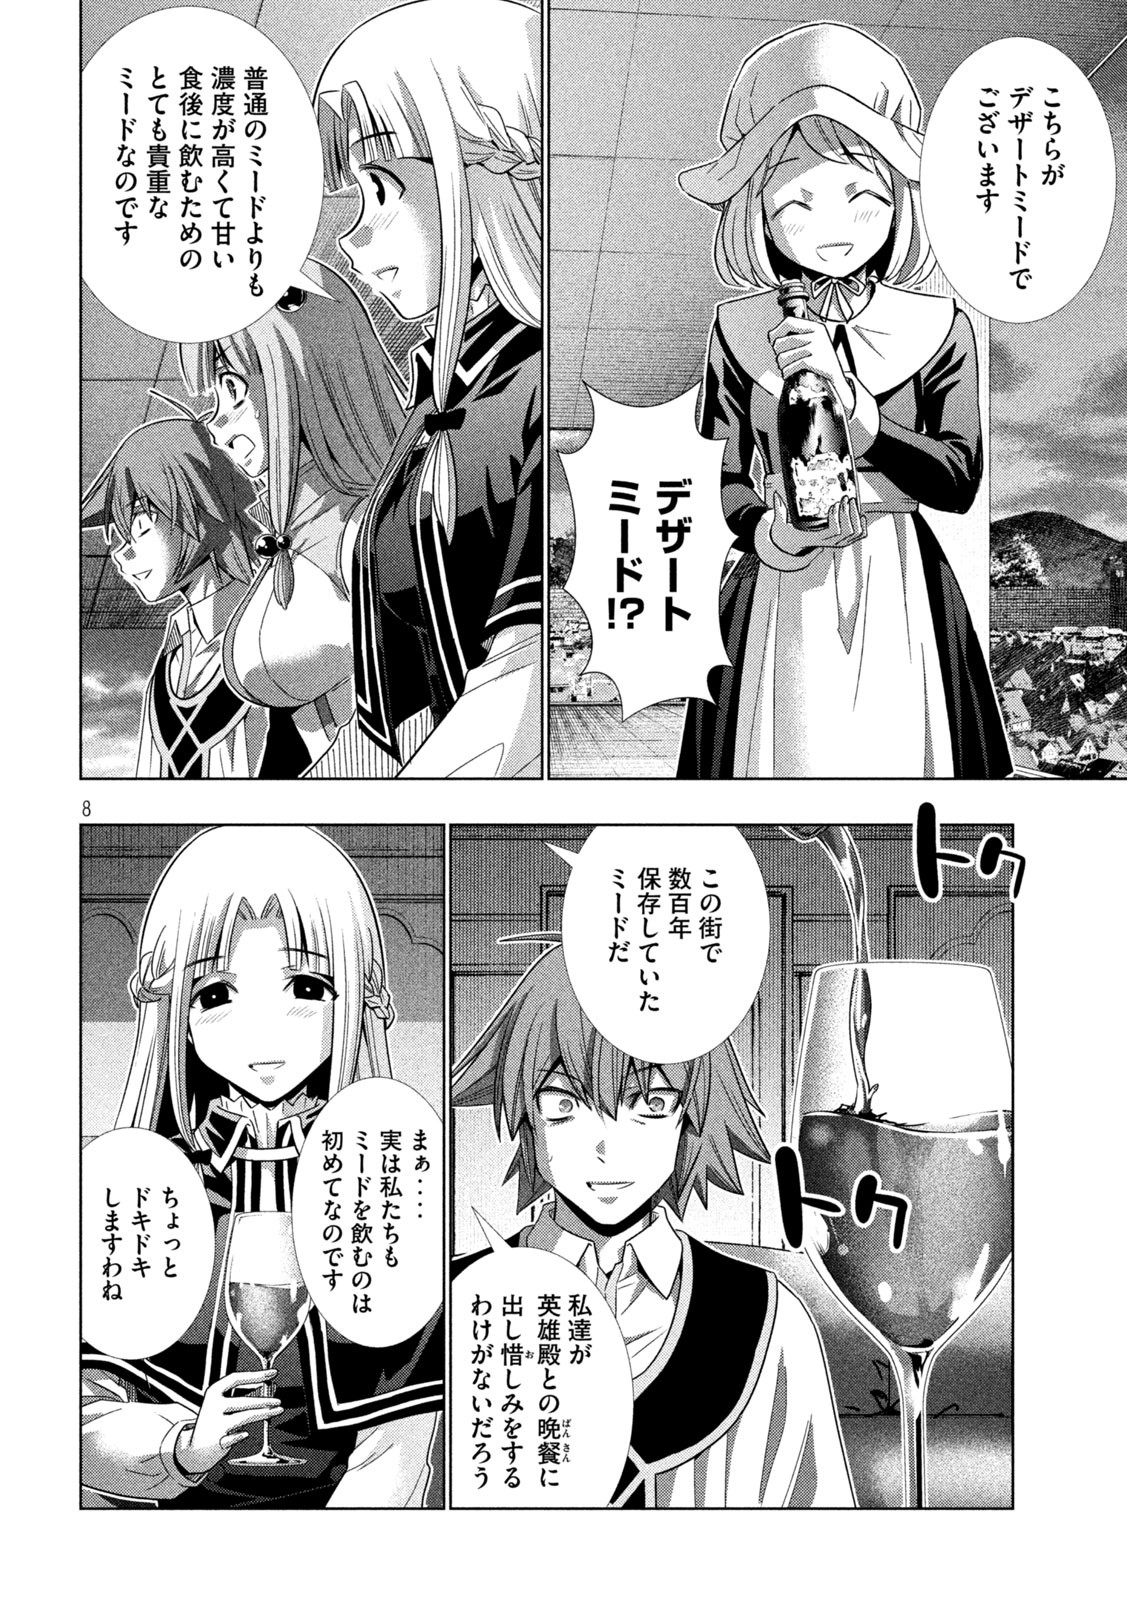 こちらが
デザートミードで
ございます
デザート
ミード!?
普通のミードよりも
濃度が高くて甘い
食後に飲むための
とても貴重な
ミードなのです
8
トク
トク
この街で
数百年
保存していた
ミードだ
私達が
英雄殿との晩餐に
ばんさん
出し惜しみをする
お
わけがないだろう
まぁ‥‥
実は私たちも
ミードを飲むのは
初めてなのです
ちょっと
ドキドキ
しますわね